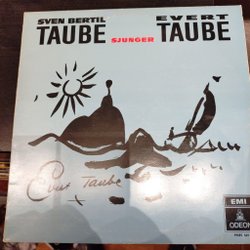 SVEN BERTIL EVERT
TAUBE SJUNGER TAUBE
Evert Taube
EMI
ODEON